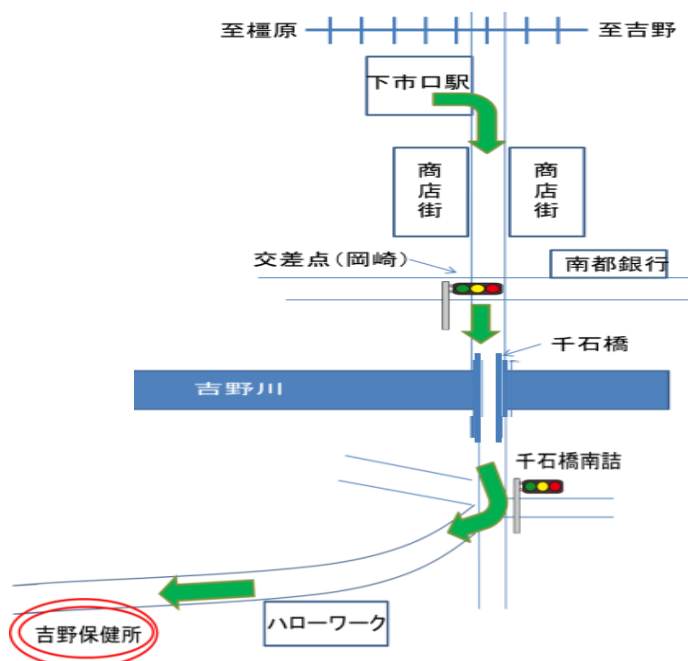 至橿原
至吉野
下市口駅
商店街
商店街
交差点(岡崎)
南都銀行
千石橋
吉野川
千石橋南詰
ハローワーク
吉野保健所